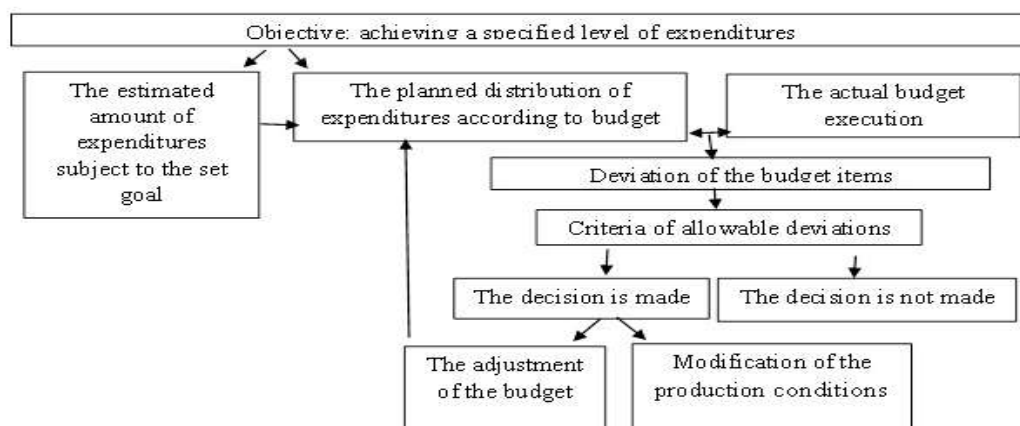 Objective: achieving a specified level of expenditures
The estimated
amount of
expenditures
subject to the set
goal
The planned distribution of
expenditures according to budget
The actual budget
execution
Deviation of the budget items
Criteria of allowable deviations
The decision is made
The decision is not made
The adjustment
of the budget
Modification of the
production conditions